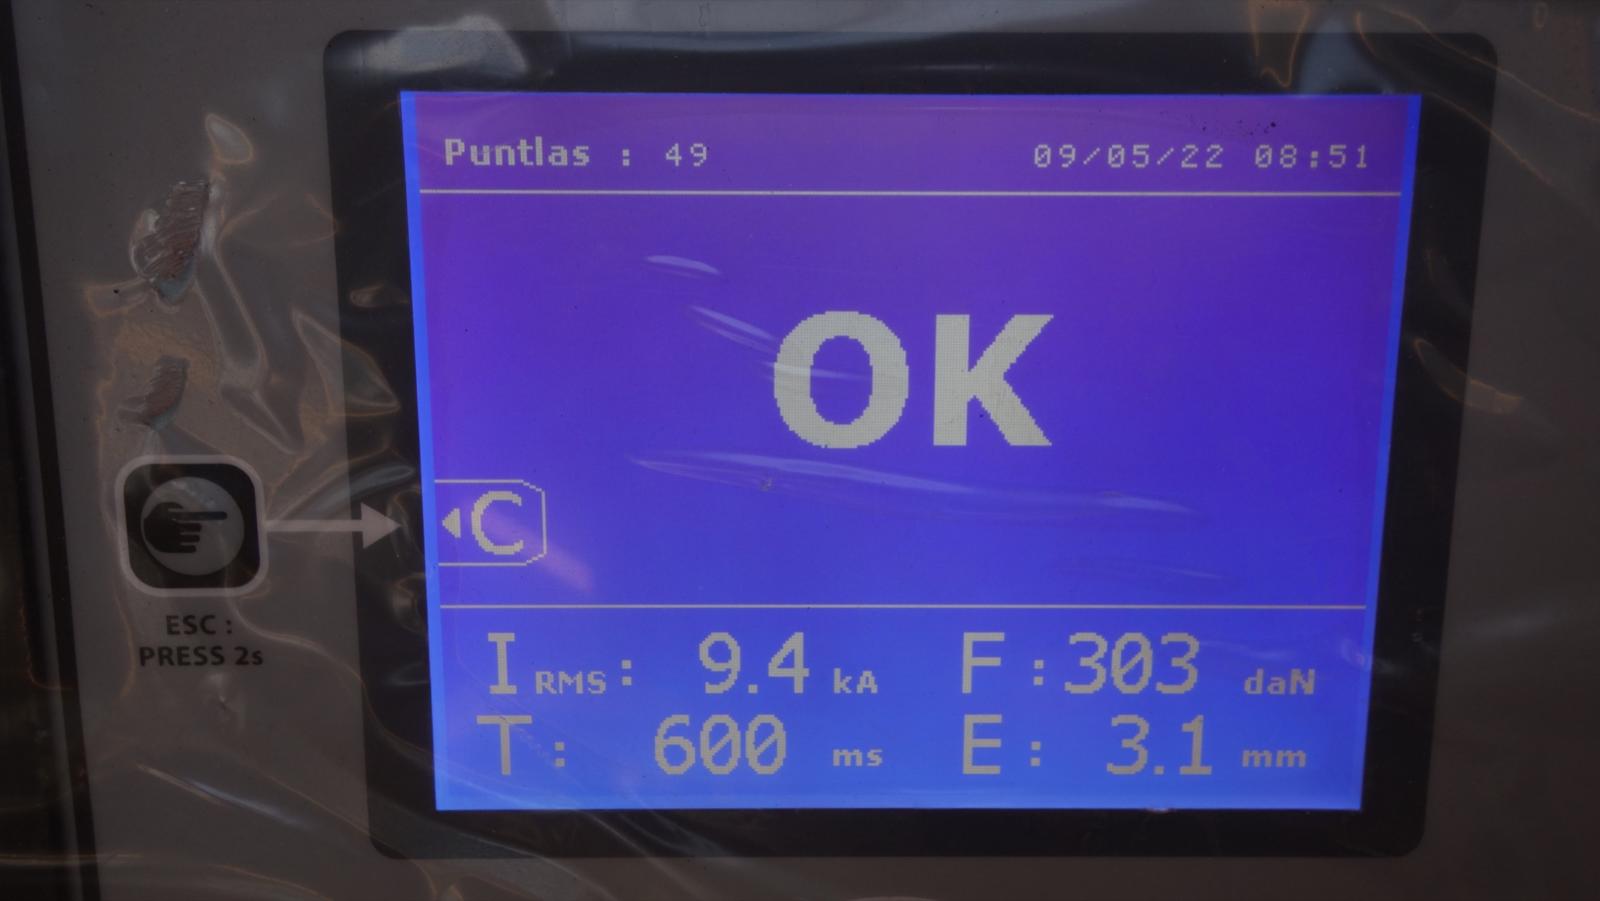 Puntlas : 49 09/05/22 08:51
OK
C
ESC :
PRESS 2s
I RMS : 9.4 kA F : 303 daN
T : 600 ms E : 3.1 mm